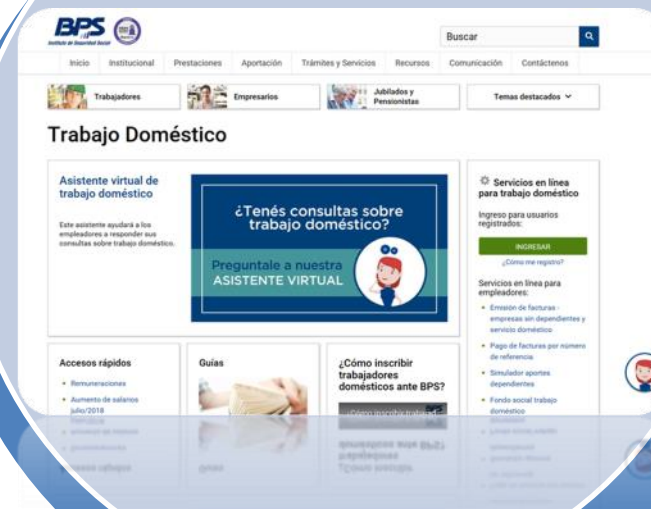 BPS
Instituto de Seguridad Social
Buscar
Inicio Institucional Prestaciones Aportación Trámites y Servicios Recursos Comunicación Contáctenos
Trabajadores
Empresarios
Jubilados y
Pensionistas
Temas destacados
Trabajo Doméstico
Asistente virtual de
trabajo doméstico
Este asistente ayudará a los
empleadores a responder sus
consultas sobre trabajo doméstico.
¿Tenés consultas sobre
trabajo doméstico?
Preguntale a nuestra
ASISTENTE VIRTUAL
Servicios en línea
para trabajo doméstico
Ingreso para usuarios
registrados:
INGRESAR
¿Cómo me registro?
Servicios en línea para
empleadores:
Emisión de facturas -
empresas sin dependientes y
servicio doméstico
Pago de facturas por número
de referencia
Simulador aportes
dependientes
Fondo social trabajo
doméstico
Accesos rápidos
Remuneraciones
Aumento de salarios
julio/2018
Guías
¿Cómo inscribir
trabajadores
domésticos ante BPS?